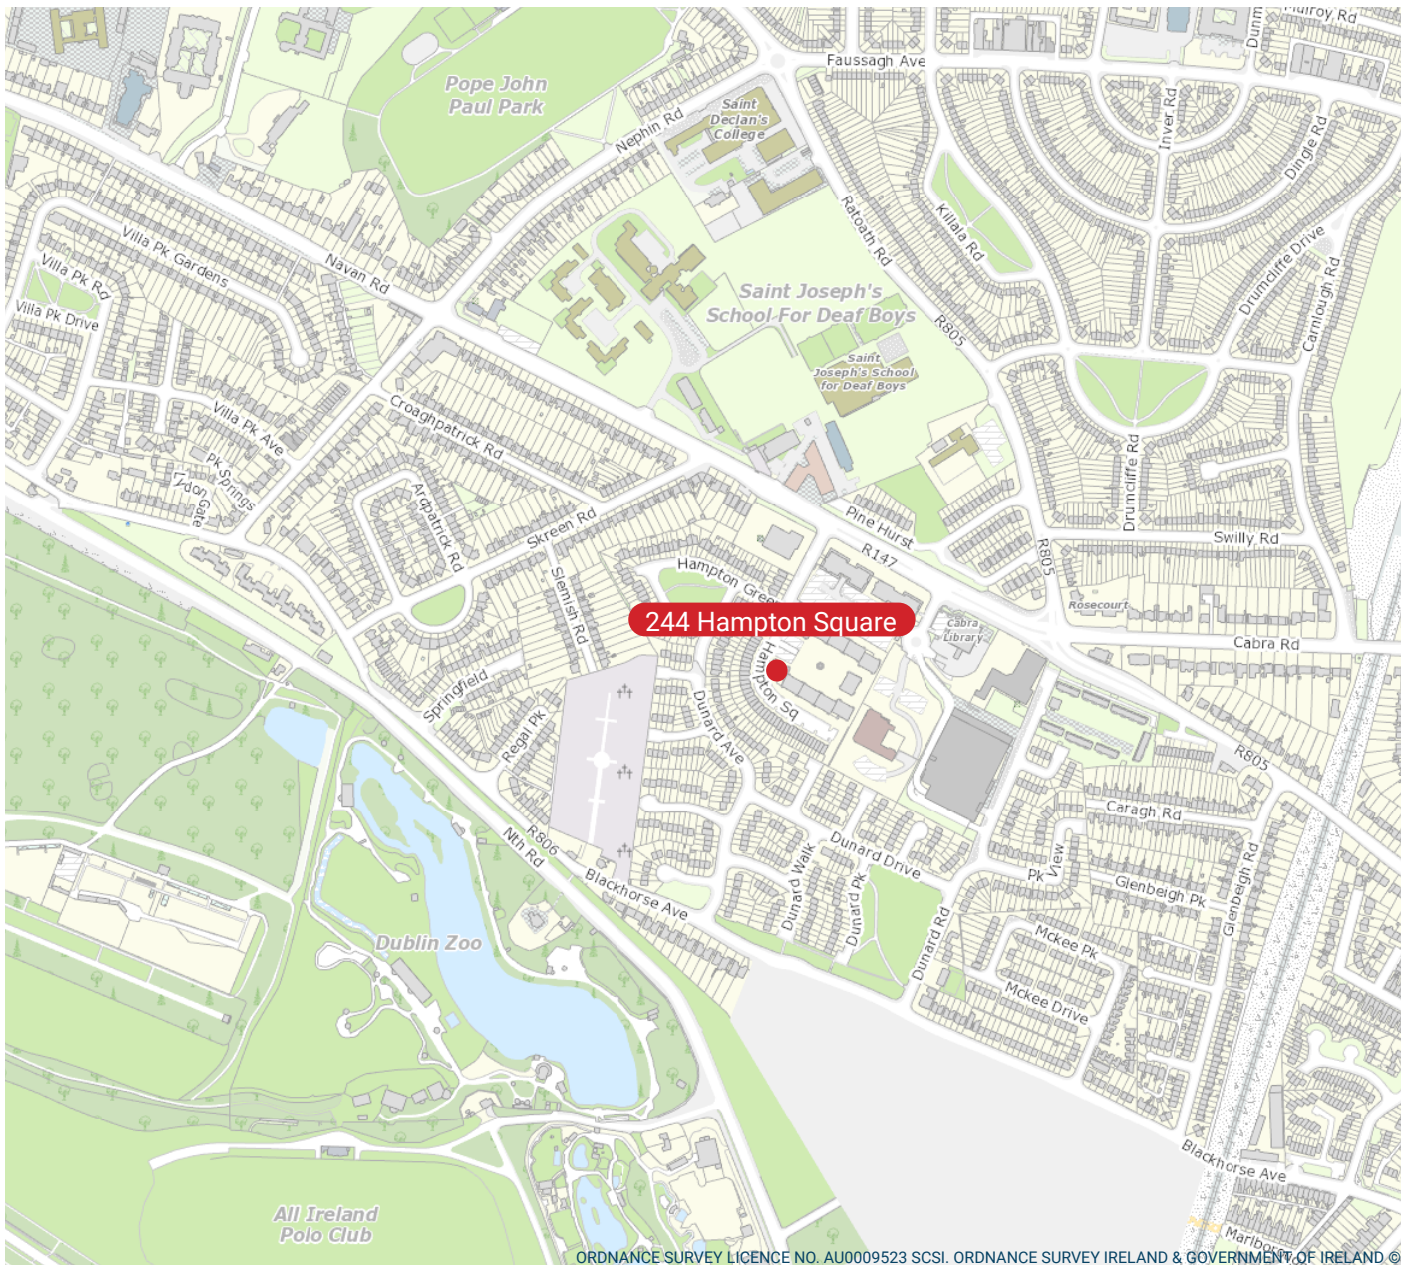 Mulroy Rd
Dunm
Faussagh Ave
Pope John
Paul Park
Saint
Declan's
College
Nephin Rd
Inver Rd
Dingle Rd
Ratoath Rd
Killala Rd
Drumcliffe Drive
Carnlough Rd
Villa Pk Gardens
Navan Rd
Villa Pk Rd
Villa Pk Drive
Saint Joseph's
School For Deaf Boys
R805
Saint
Joseph's School
for Deaf Boys
Croaghpatrick Rd
Villa Pk Ave
Pk Springs
Lydon
Gate
Ardpatrick Rd
Skreen Rd
Drumcliffe Rd
Pine Hurst
R147
R805
Swilly Rd
Slemish Rd
Hampton Green
Rosecourt
244 Hampton Square
Cabra
Library
Cabra Rd
Hampton Sq
Springfield
Regal Pk
Dunard Ave
R805
Caragh Rd
R806
Nth Rd
Dunard Drive
View
Pk
Glenbeigh Pk
Glenbeigh Rd
Blackhorse Ave
Dunard Walk
Dunard Pk
Dunard Rd
Mckee Pk
Dublin Zoo
Mckee Drive
Blackhorse Ave
All Ireland
Polo Club
ORDNANCE SURVEY LICENCE NO. AU0009523 SCSI. ORDNANCE SURVEY IRELAND & GOVERNMENT OF IRELAND ©